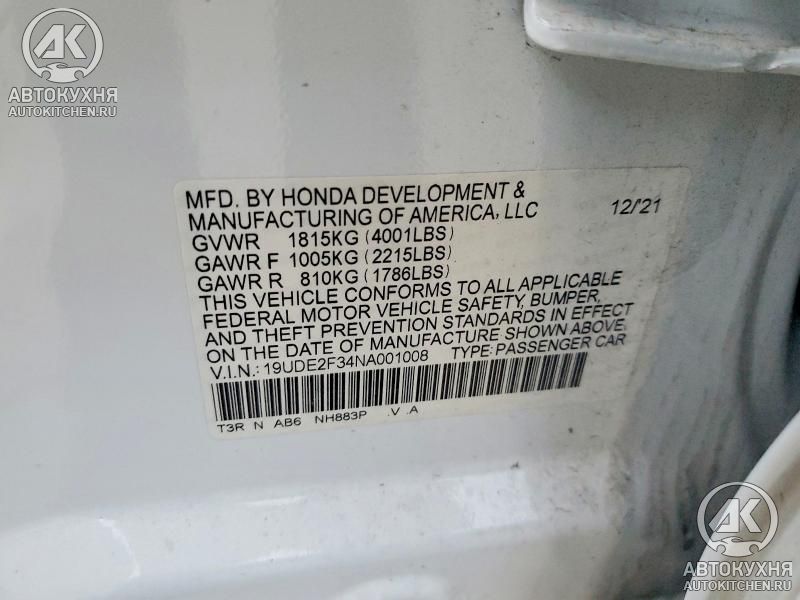 AK
АВТОКУХНЯ
AUTOKITCHEN.RU
MFD. BY HONDA DEVELOPMENT &
MANUFACTURING OF AMERICA, LLC 12/'21
GVWR 1815KG (4001LBS)
GAWR F 1005KG (2215LBS)
GAWR R 810KG (1786LBS)
THIS VEHICLE CONFORMS TO ALL APPLICABLE
FEDERAL MOTOR VEHICLE SAFETY, BUMPER,
AND THEFT PREVENTION STANDARDS IN EFFECT
ON THE DATE OF MANUFACTURE SHOWN ABOVE.
V.I.N.: 19UDE2F34NA001008 TYPE: PASSENGER CAR
T3R N AB6 NH883P .V .A
AK
АВТОКУХНЯ
AUTOKITCHEN.RU